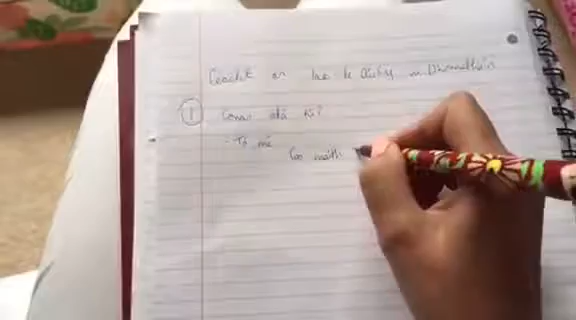 Ceacht an lae le
1 Conas atá tú?
- Tá mé
Go maith